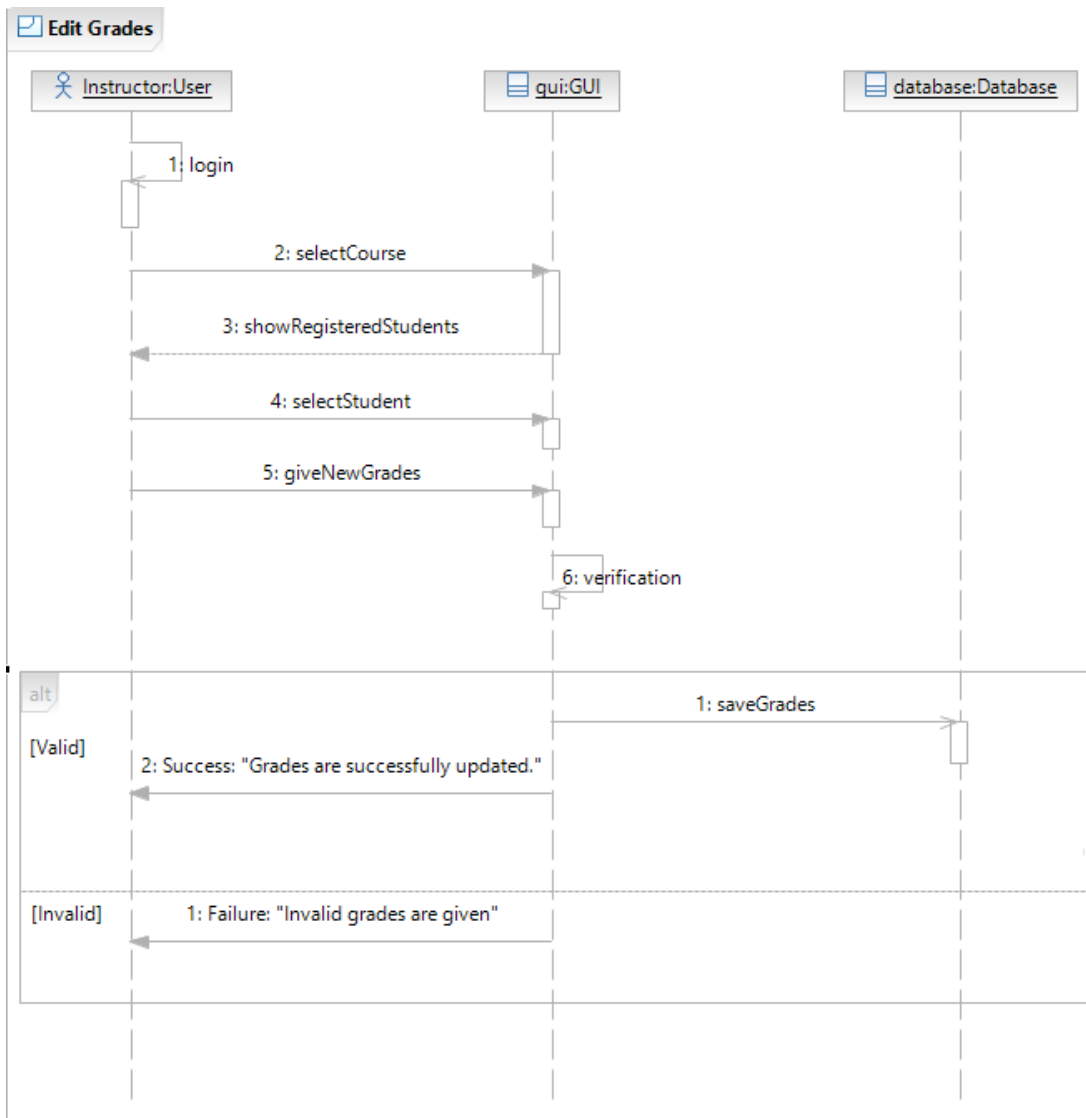 Edit Grades
Instructor:User
gui:GUI
database:Database
1: login
2: selectCourse
3: showRegisteredStudents
4: selectStudent
5: giveNewGrades
6: verification
alt
1: saveGrades
[Valid]
2: Success: "Grades are successfully updated."
[Invalid]
1: Failure: "Invalid grades are given"